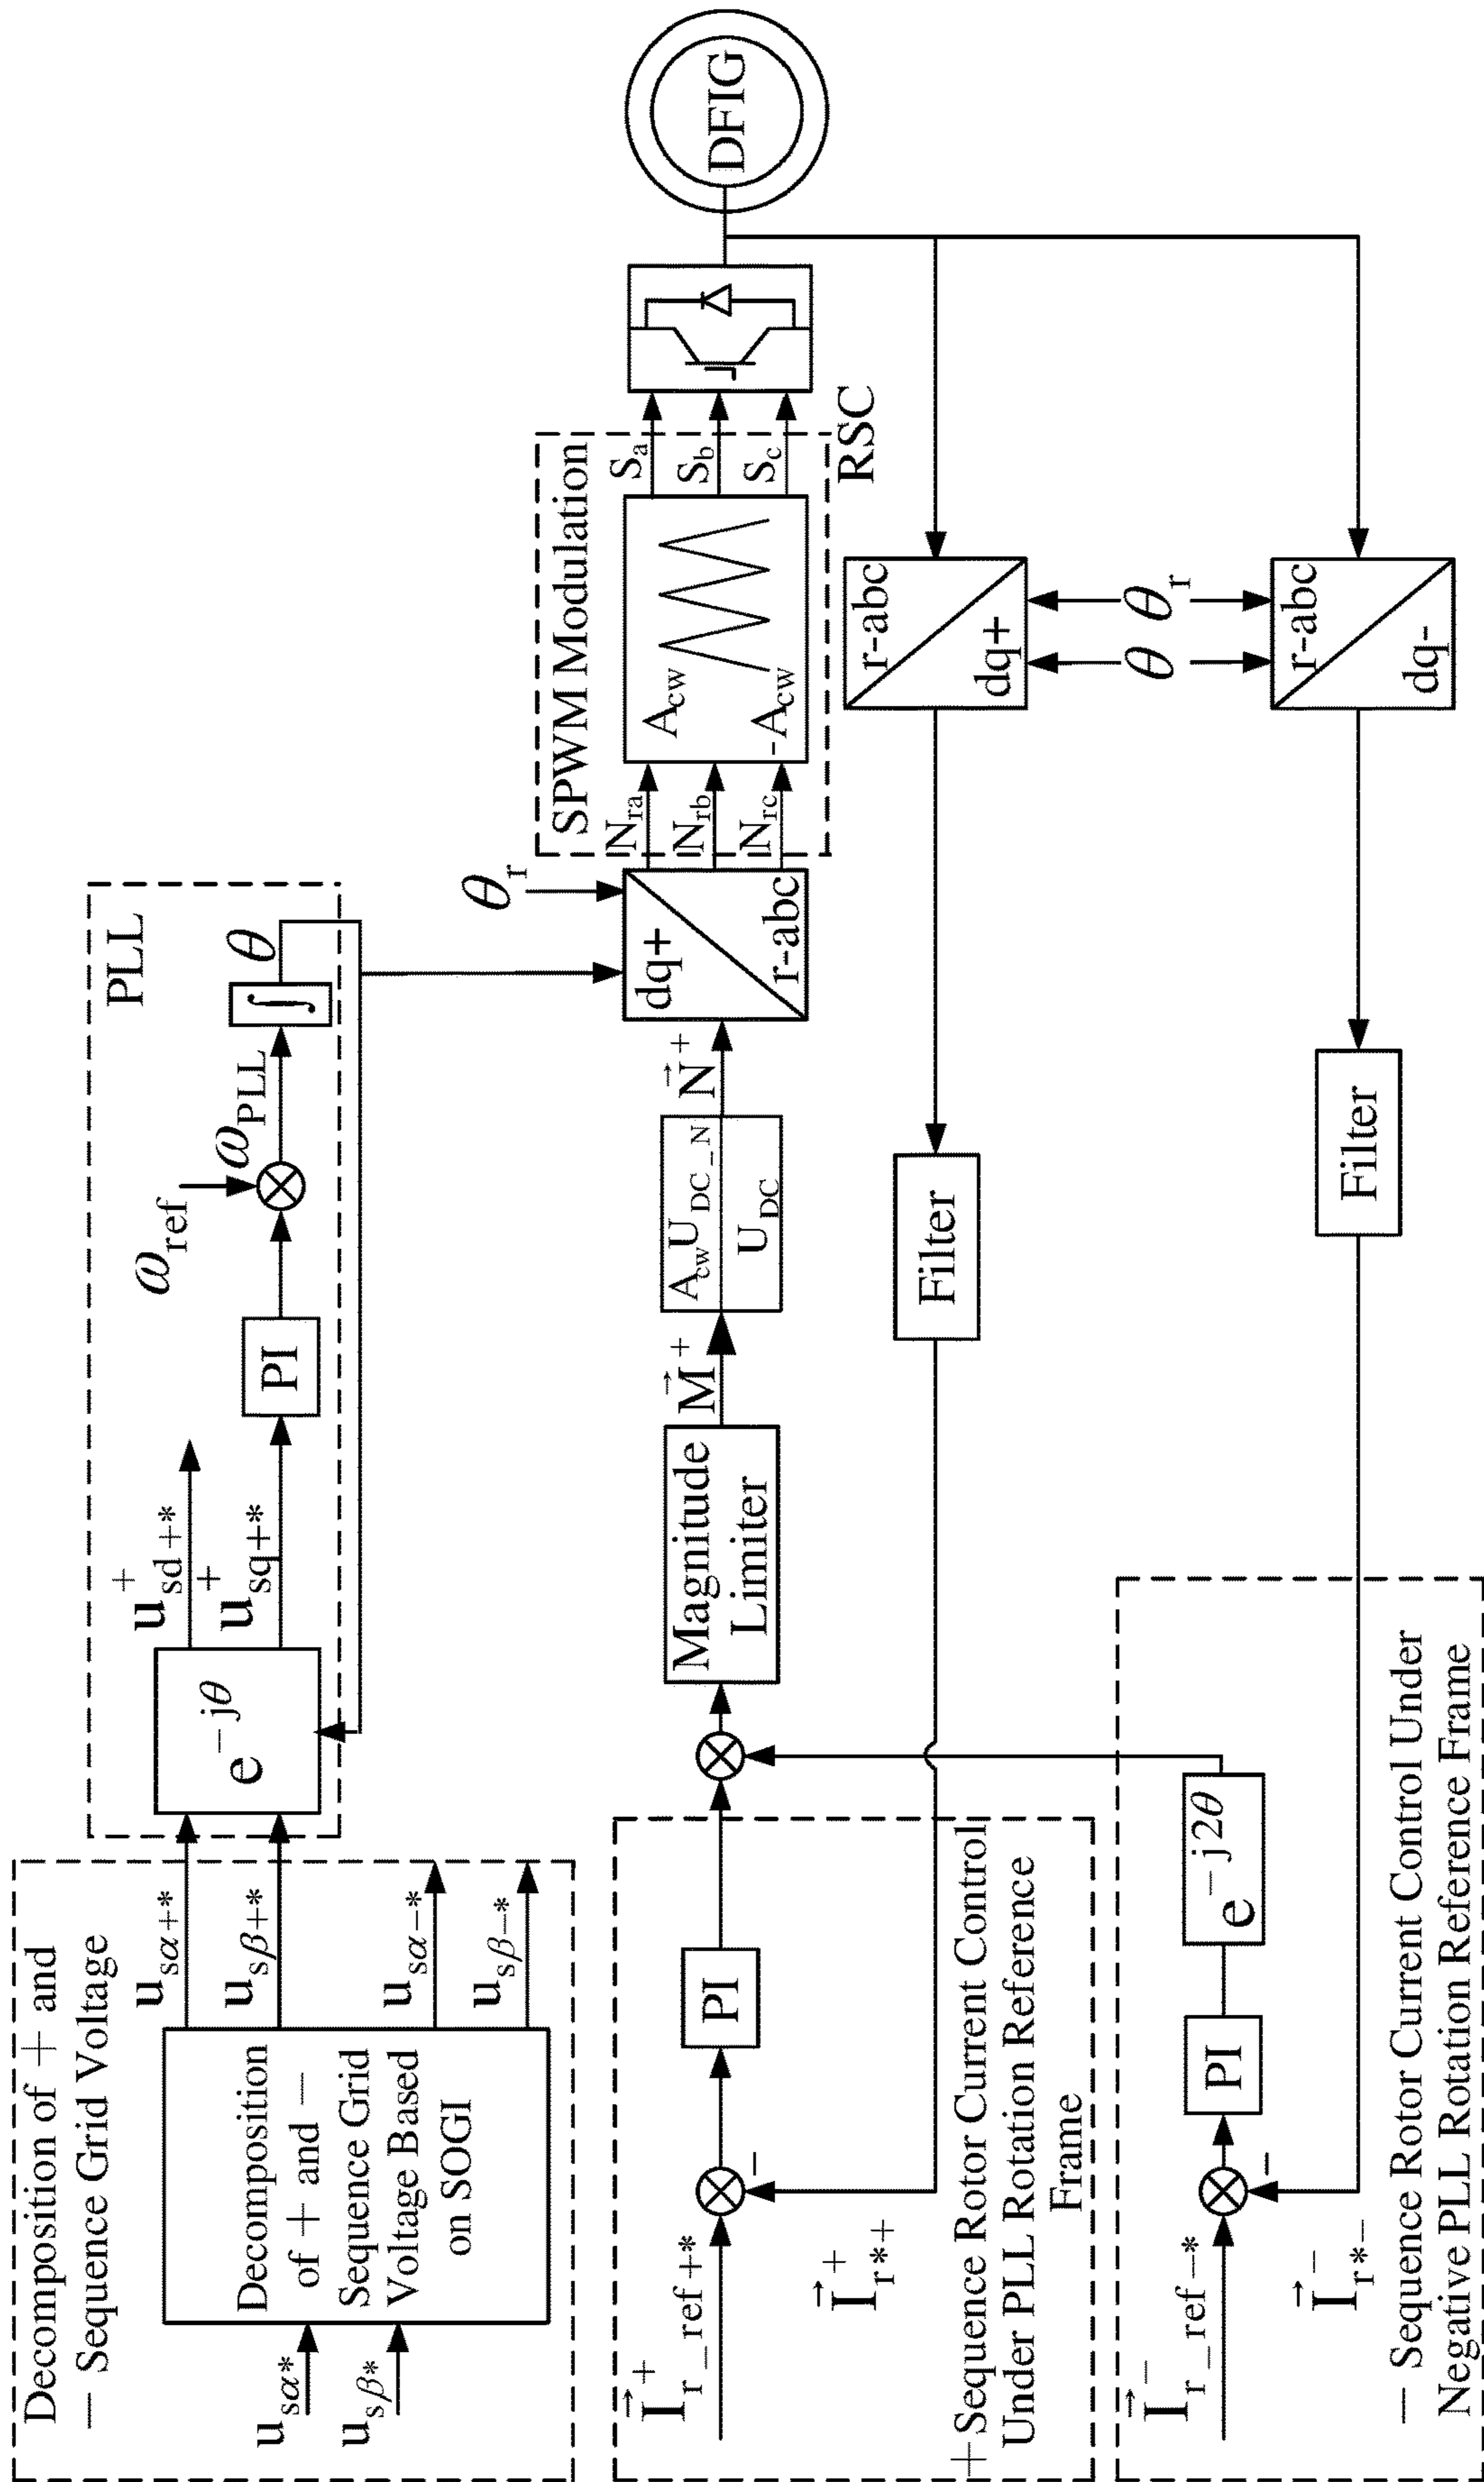 Decomposition of + and
− Sequence Grid Voltage
u_sα*
u_sβ*
Decomposition
of + and −
Sequence Grid
Voltage Based
on SOGI
u_sα+*
u_sβ+*
u_sα−*
u_sβ−*
PLL
e^−jθ
u^+_sd+*
u^+_sq+*
PI
ω_ref
ω_PLL
∫
θ
I⃗^+_r_ref+*
−
I⃗^+_r*+
PI
+Sequence Rotor Current Control
Under PLL Rotation Reference
Frame
Magnitude
Limiter
M⃗^+
A_cw U_DC_N
U_DC
N⃗^+
θ_r
dq+
r-abc
SPWM Modulation
N_ra
N_rb
N_rc
A_cw
-A_cw
S_a
S_b
S_c
RSC
DFIG
Filter
r-abc
dq+
θ θ_r
I⃗^−_r_ref−*
−
I⃗^−_r*−
PI
e^−j2θ
− Sequence Rotor Current Control Under
Negative PLL Rotation Reference Frame
Filter
r-abc
dq-